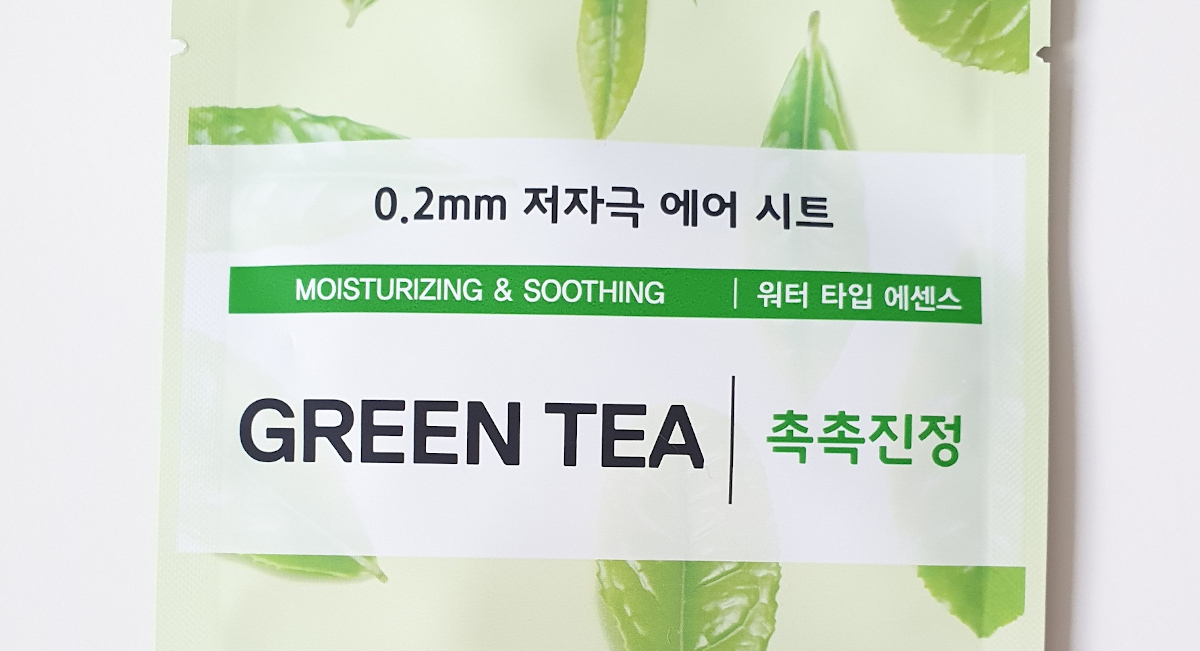 0.2mm 저자극 에어 시트
MOISTURIZING & SOOTHING | 워터 타입 에센스
GREEN TEA | 촉촉진정